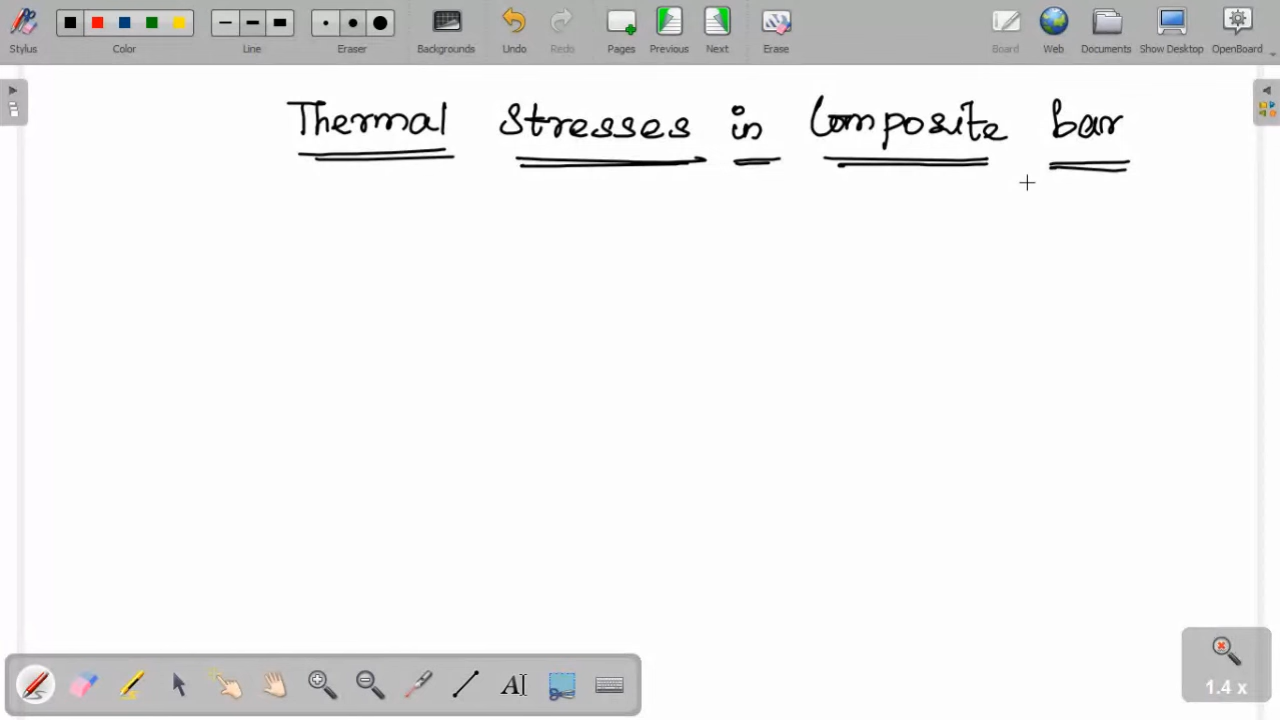 Stylus Color Line Eraser Backgrounds Undo Redo Pages Previous Next Erase Board Web Documents Show Desktop OpenBoard
Thermal Stresses in Composite bar
AI
1.4 x